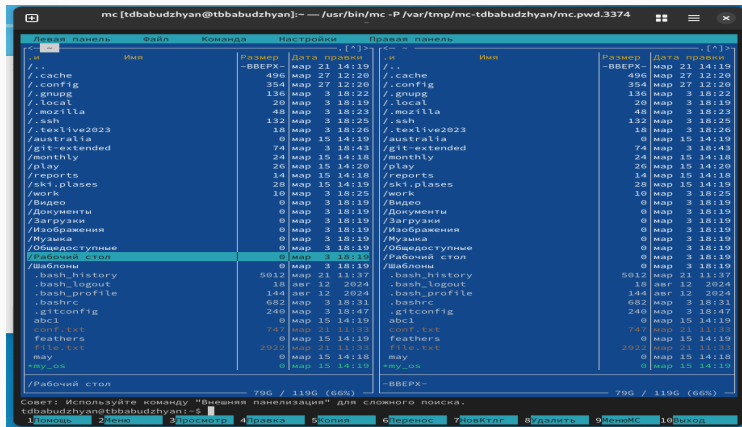 mc [tdbabudzhyan@tbbabudzhyan]:~ — /usr/bin/mc -P /var/tmp/mc-tdbabudzhyan/mc.pwd.3374
Левая панель Файл Команда Настройки Правая панель
<— ~ —.[^]> <— ~ —.[^]>
.и Имя Размер Дата правки .и Имя Размер Дата правки
/.. -ВВЕРХ- мар 21 14:19 /.. -ВВЕРХ- мар 21 14:19
/.cache 496 мар 27 12:20 /.cache 496 мар 27 12:20
/.config 354 мар 27 12:20 /.config 354 мар 27 12:20
/.gnupg 136 мар 3 18:22 /.gnupg 136 мар 3 18:22
/.local 20 мар 3 18:19 /.local 20 мар 3 18:19
/.mozilla 48 мар 3 18:23 /.mozilla 48 мар 3 18:23
/.ssh 132 мар 3 18:25 /.ssh 132 мар 3 18:25
/.texlive2023 18 мар 3 18:26 /.texlive2023 18 мар 3 18:26
/australia 0 мар 15 14:19 /australia 0 мар 15 14:19
/git-extended 74 мар 3 18:43 /git-extended 74 мар 3 18:43
/monthly 24 мар 15 14:18 /monthly 24 мар 15 14:18
/play 26 мар 15 14:20 /play 26 мар 15 14:20
/reports 14 мар 15 14:18 /reports 14 мар 15 14:18
/ski.plases 28 мар 15 14:19 /ski.plases 28 мар 15 14:19
/work 10 мар 3 18:25 /work 10 мар 3 18:25
/Видео 0 мар 3 18:19 /Видео 0 мар 3 18:19
/Документы 0 мар 3 18:19 /Документы 0 мар 3 18:19
/Загрузки 0 мар 3 18:19 /Загрузки 0 мар 3 18:19
/Изображения 0 мар 3 18:19 /Изображения 0 мар 3 18:19
/Музыка 0 мар 3 18:19 /Музыка 0 мар 3 18:19
/Общедоступные 0 мар 3 18:19 /Общедоступные 0 мар 3 18:19
/Рабочий стол 0 мар 3 18:19 /Рабочий стол 0 мар 3 18:19
/Шаблоны 0 мар 3 18:19 /Шаблоны 0 мар 3 18:19
.bash_history 5012 мар 21 11:37 .bash_history 5012 мар 21 11:37
.bash_logout 18 авг 12 2024 .bash_logout 18 авг 12 2024
.bash_profile 144 авг 12 2024 .bash_profile 144 авг 12 2024
.bashrc 682 мар 3 18:31 .bashrc 682 мар 3 18:31
.gitconfig 240 мар 3 18:47 .gitconfig 240 мар 3 18:47
abc1 0 мар 15 14:19 abc1 0 мар 15 14:19
conf.txt 747 мар 21 11:33 conf.txt 747 мар 21 11:33
feathers 0 мар 15 14:19 feathers 0 мар 15 14:19
file.txt 2922 мар 21 11:33 file.txt 2922 мар 21 11:33
may 0 мар 15 14:18 may 0 мар 15 14:18
*my_os 0 мар 15 14:19 *my_os 0 мар 15 14:19
/Рабочий стол -ВВЕРХ-
79G / 119G (66%) 79G / 119G (66%)
Совет: Используйте команду "Внешняя панелизация" для сложного поиска.
tdbabudzhyan@tbbabudzhyan:~$
1Помощь 2Меню 3Просмотр 4Правка 5Копия 6Перенос 7НовКтлг 8Удалить 9МенюМС 10Выход